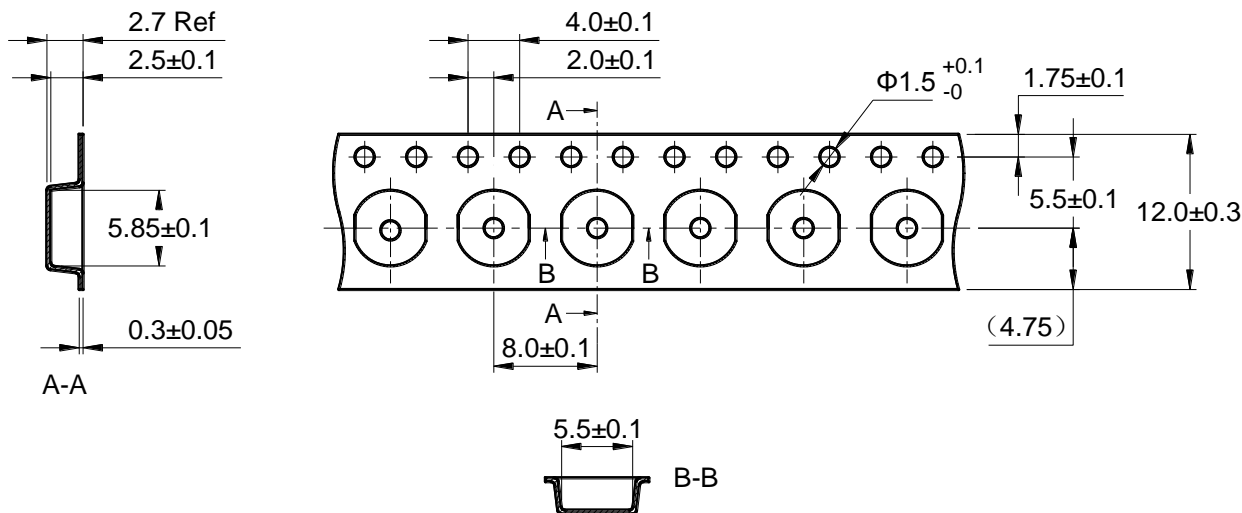 2.7 Ref
2.5±0.1
4.0±0.1
2.0±0.1
A
Φ1.5 +0.1 -0
1.75±0.1
5.85±0.1
5.5±0.1
12.0±0.3
B
B
A
0.3±0.05
8.0±0.1
（4.75）
A-A
5.5±0.1
B-B